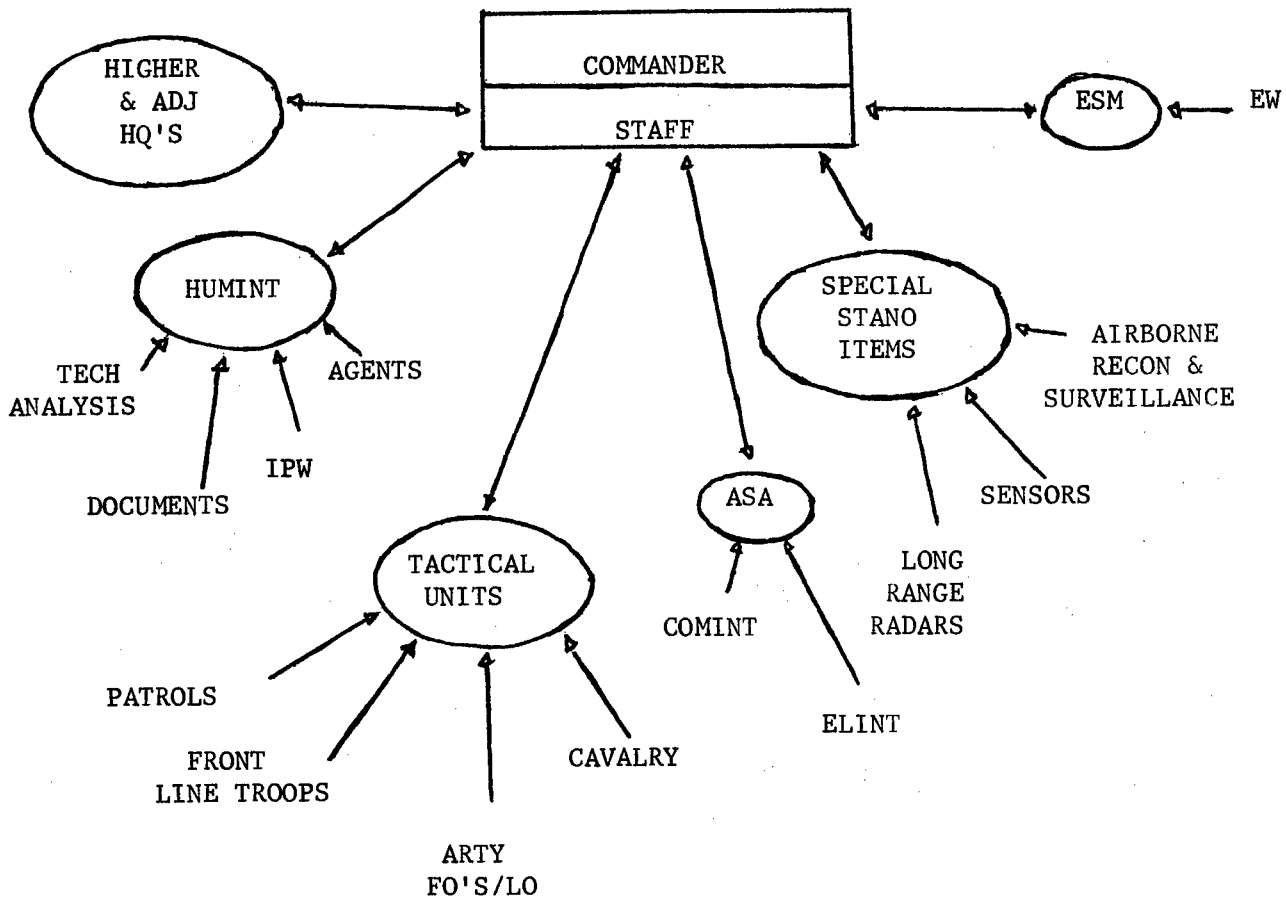 HIGHER
& ADJ
HQ'S
COMMANDER
STAFF
ESM
EW
HUMINT
TECH
ANALYSIS
DOCUMENTS
IPW
AGENTS
SPECIAL
STANO
ITEMS
AIRBORNE
RECON &
SURVEILLANCE
SENSORS
LONG
RANGE
RADARS
ASA
COMINT
ELINT
TACTICAL
UNITS
PATROLS
FRONT
LINE TROOPS
ARTY
FO'S/LO
CAVALRY